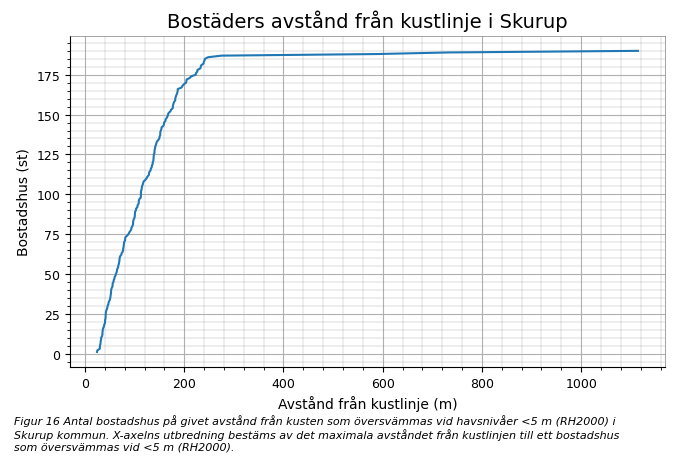 Bostäders avstånd från kustlinje i Skurup
Bostadshus (st)
175
150
125
100
75
50
25
0
0 200 400 600 800 1000
Avstånd från kustlinje (m)
Figur 16 Antal bostadshus på givet avstånd från kusten som översvämmas vid havsnivåer <5 m (RH2000) i
Skurup kommun. X-axelns utbredning bestäms av det maximala avståndet från kustlinjen till ett bostadshus
som översvämmas vid <5 m (RH2000).